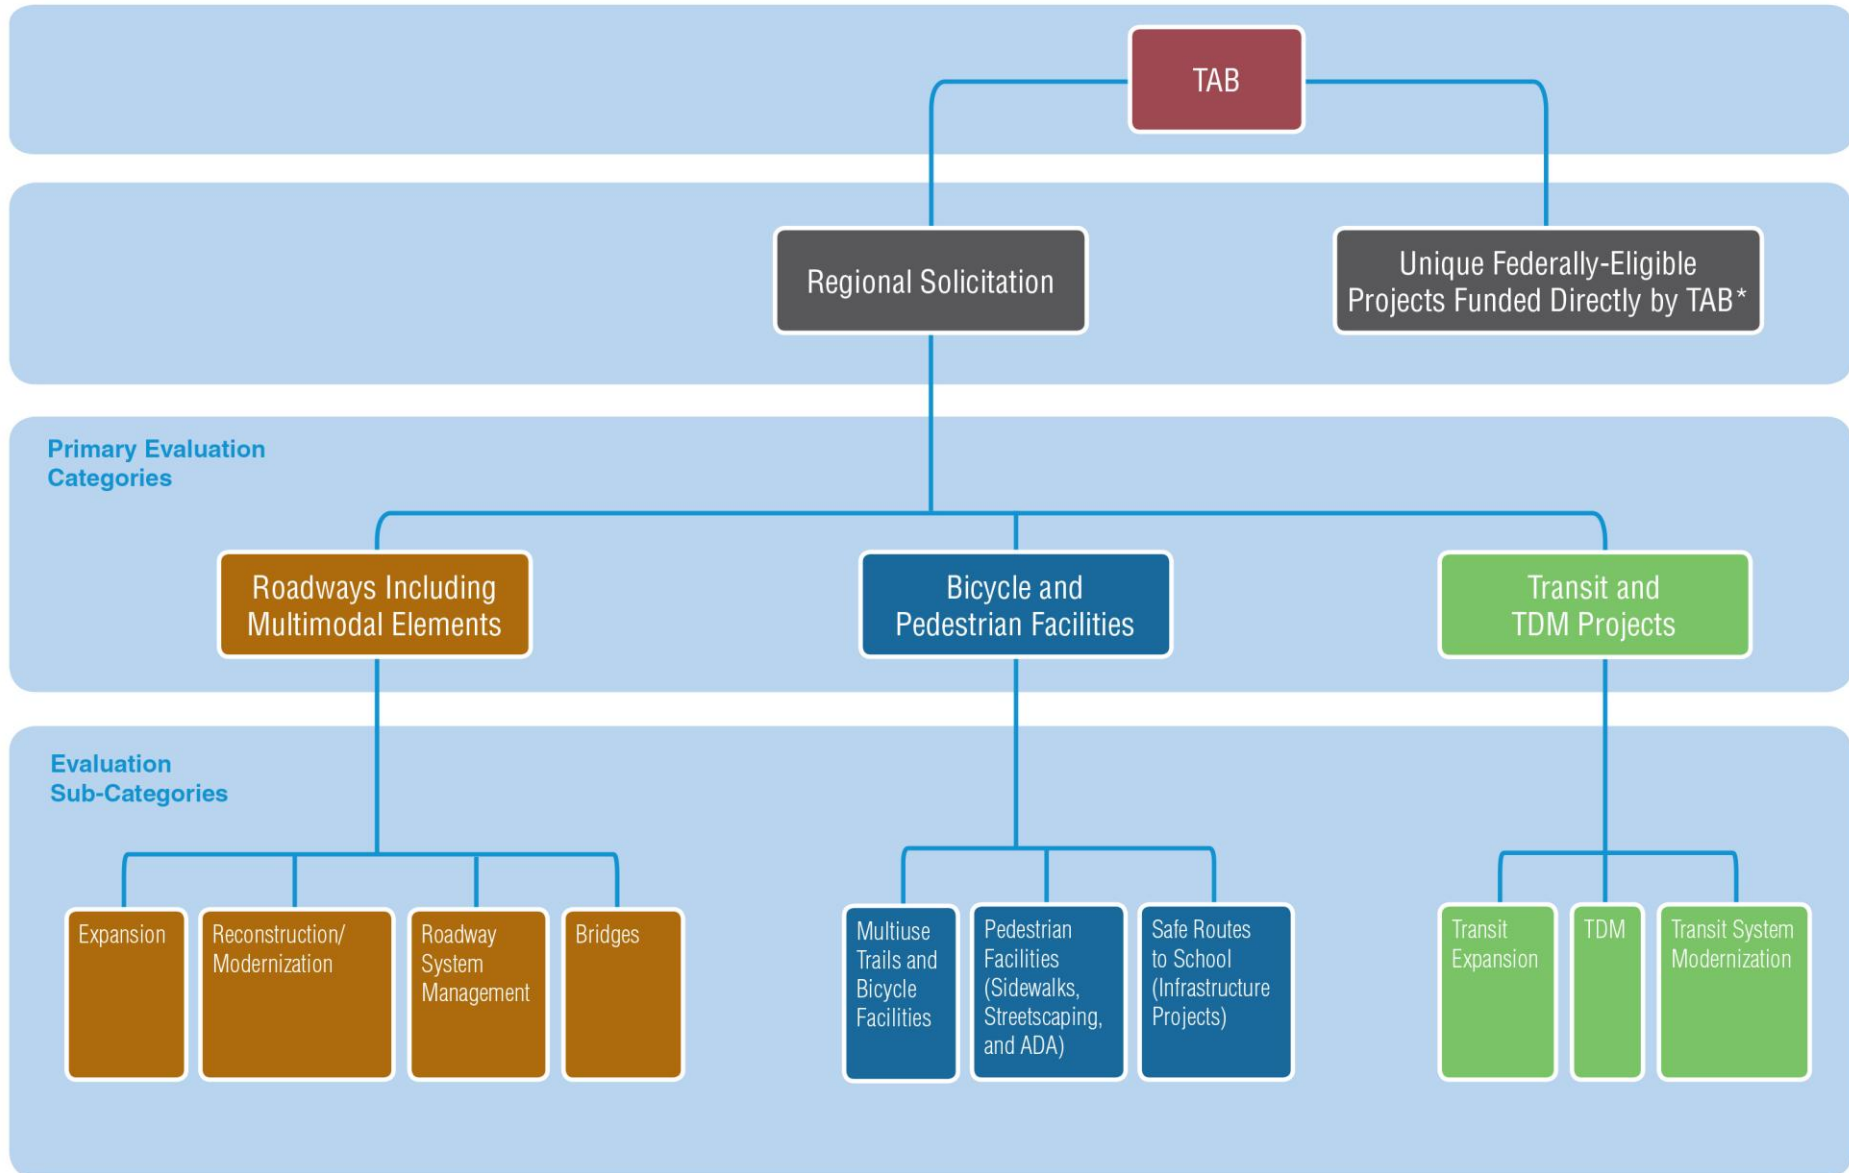 TAB
Regional Solicitation
Unique Federally-Eligible
Projects Funded Directly by TAB*
Primary Evaluation
Categories
Roadways Including
Multimodal Elements
Bicycle and
Pedestrian Facilities
Transit and
TDM Projects
Evaluation
Sub-Categories
Expansion
Reconstruction/
Modernization
Roadway
System
Management
Bridges
Multiuse
Trails and
Bicycle
Facilities
Pedestrian
Facilities
(Sidewalks,
Streetscaping,
and ADA)
Safe Routes
to School
(Infrastructure
Projects)
Transit
Expansion
TDM
Transit System
Modernization